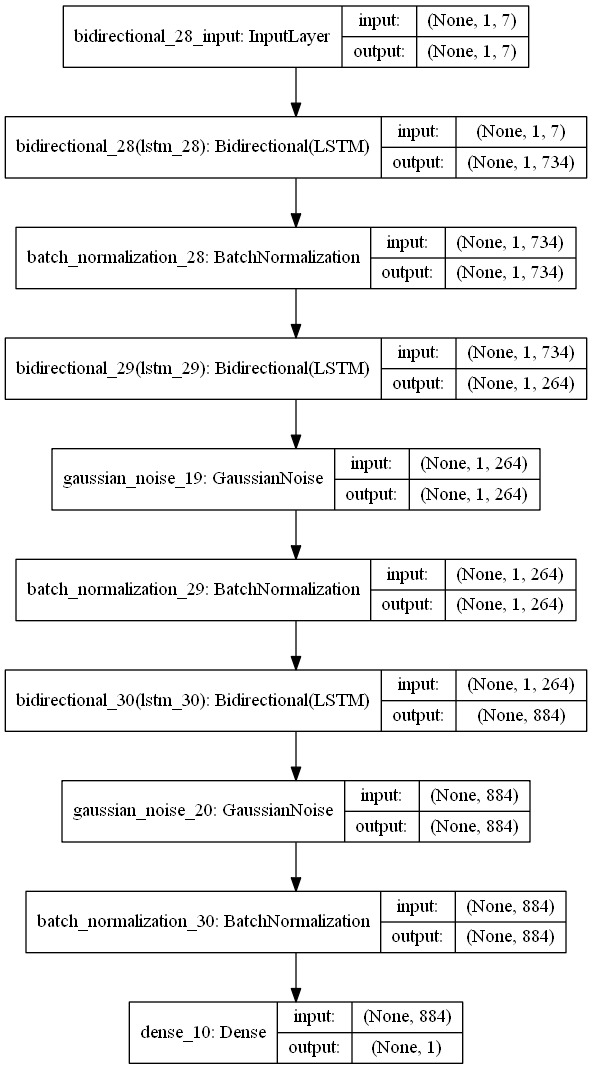 bidirectional_28_input: InputLayer
input: (None, 1, 7)
output: (None, 1, 7)
bidirectional_28(lstm_28): Bidirectional(LSTM)
input: (None, 1, 7)
output: (None, 1, 734)
batch_normalization_28: BatchNormalization
input: (None, 1, 734)
output: (None, 1, 734)
bidirectional_29(lstm_29): Bidirectional(LSTM)
input: (None, 1, 734)
output: (None, 1, 264)
gaussian_noise_19: GaussianNoise
input: (None, 1, 264)
output: (None, 1, 264)
batch_normalization_29: BatchNormalization
input: (None, 1, 264)
output: (None, 1, 264)
bidirectional_30(lstm_30): Bidirectional(LSTM)
input: (None, 1, 264)
output: (None, 884)
gaussian_noise_20: GaussianNoise
input: (None, 884)
output: (None, 884)
batch_normalization_30: BatchNormalization
input: (None, 884)
output: (None, 884)
dense_10: Dense
input: (None, 884)
output: (None, 1)